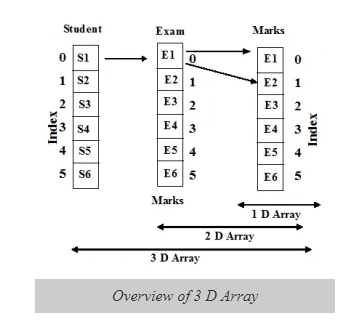 Student Exam Marks
0 S1 E1 0 E1 0
1 S2 E2 1 E2 1
2 S3 E3 2 E3 2
3 S4 E4 3 E4 3
4 S5 E5 4 E5 4
5 S6 E6 5 E6 5
Index
Index
Marks
1 D Array
2 D Array
3 D Array
Overview of 3 D Array